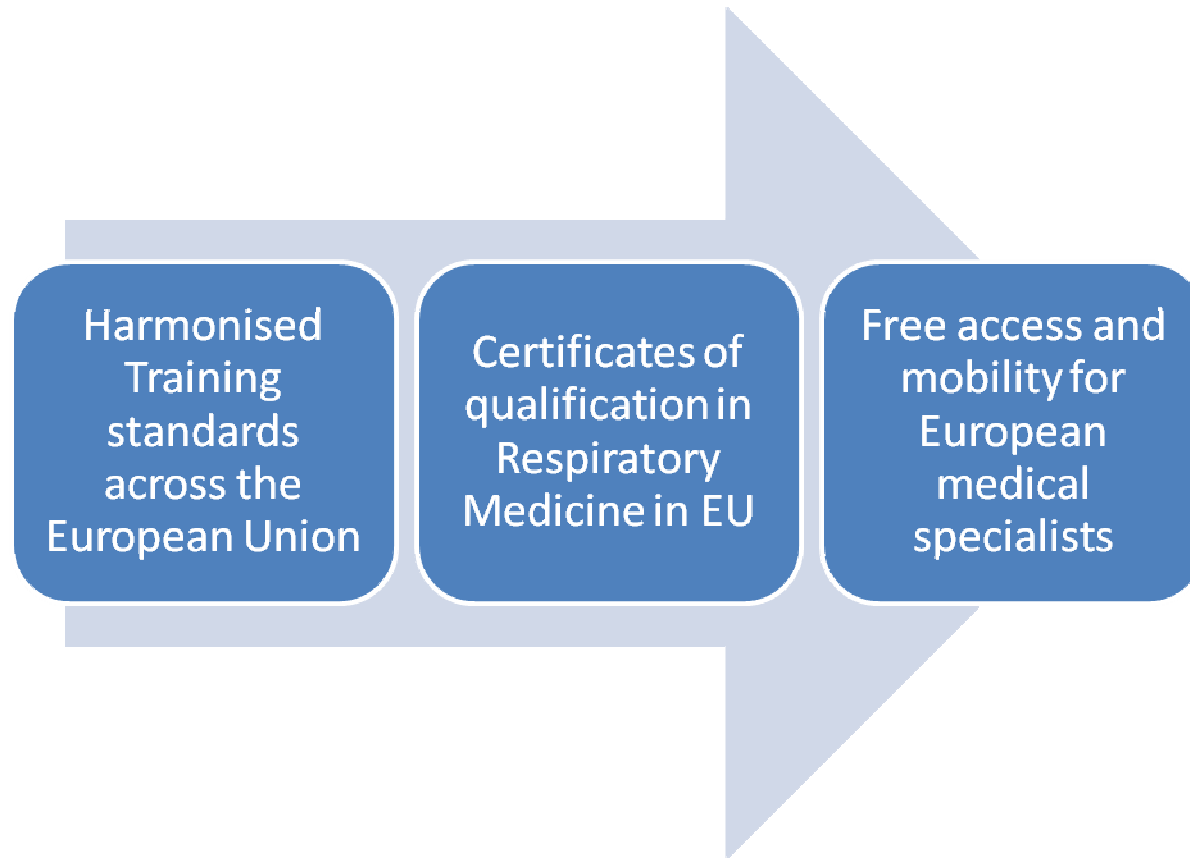 Harmonised
Training
standards
across the
European Union
Certificates of
qualification in
Respiratory
Medicine in EU
Free access and
mobility for
European
medical
specialists